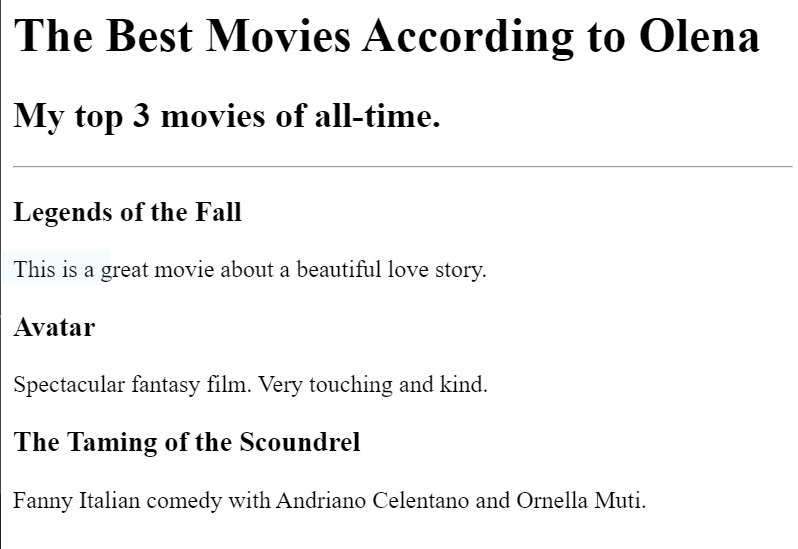 The Best Movies According to Olena
My top 3 movies of all-time.
Legends of the Fall
This is a great movie about a beautiful love story.
Avatar
Spectacular fantasy film. Very touching and kind.
The Taming of the Scoundrel
Fanny Italian comedy with Andriano Celentano and Ornella Muti.